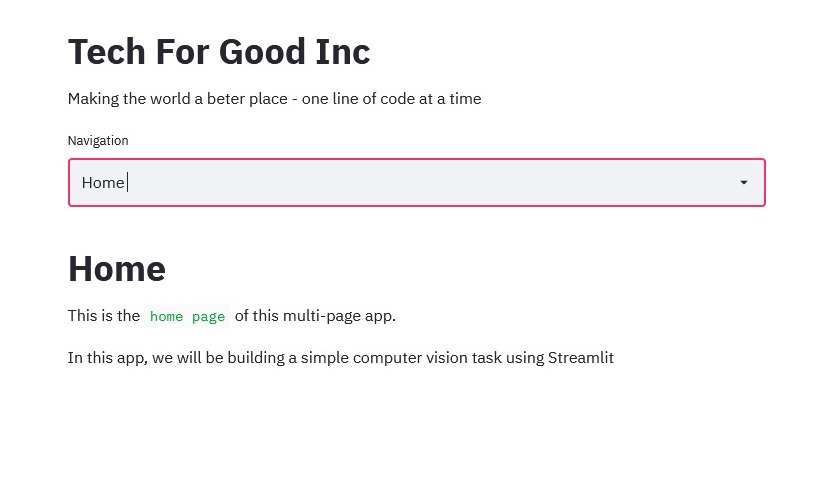 Tech For Good Inc
Making the world a beter place - one line of code at a time
Navigation
Home
Home
This is the home page of this multi-page app.
In this app, we will be building a simple computer vision task using Streamlit